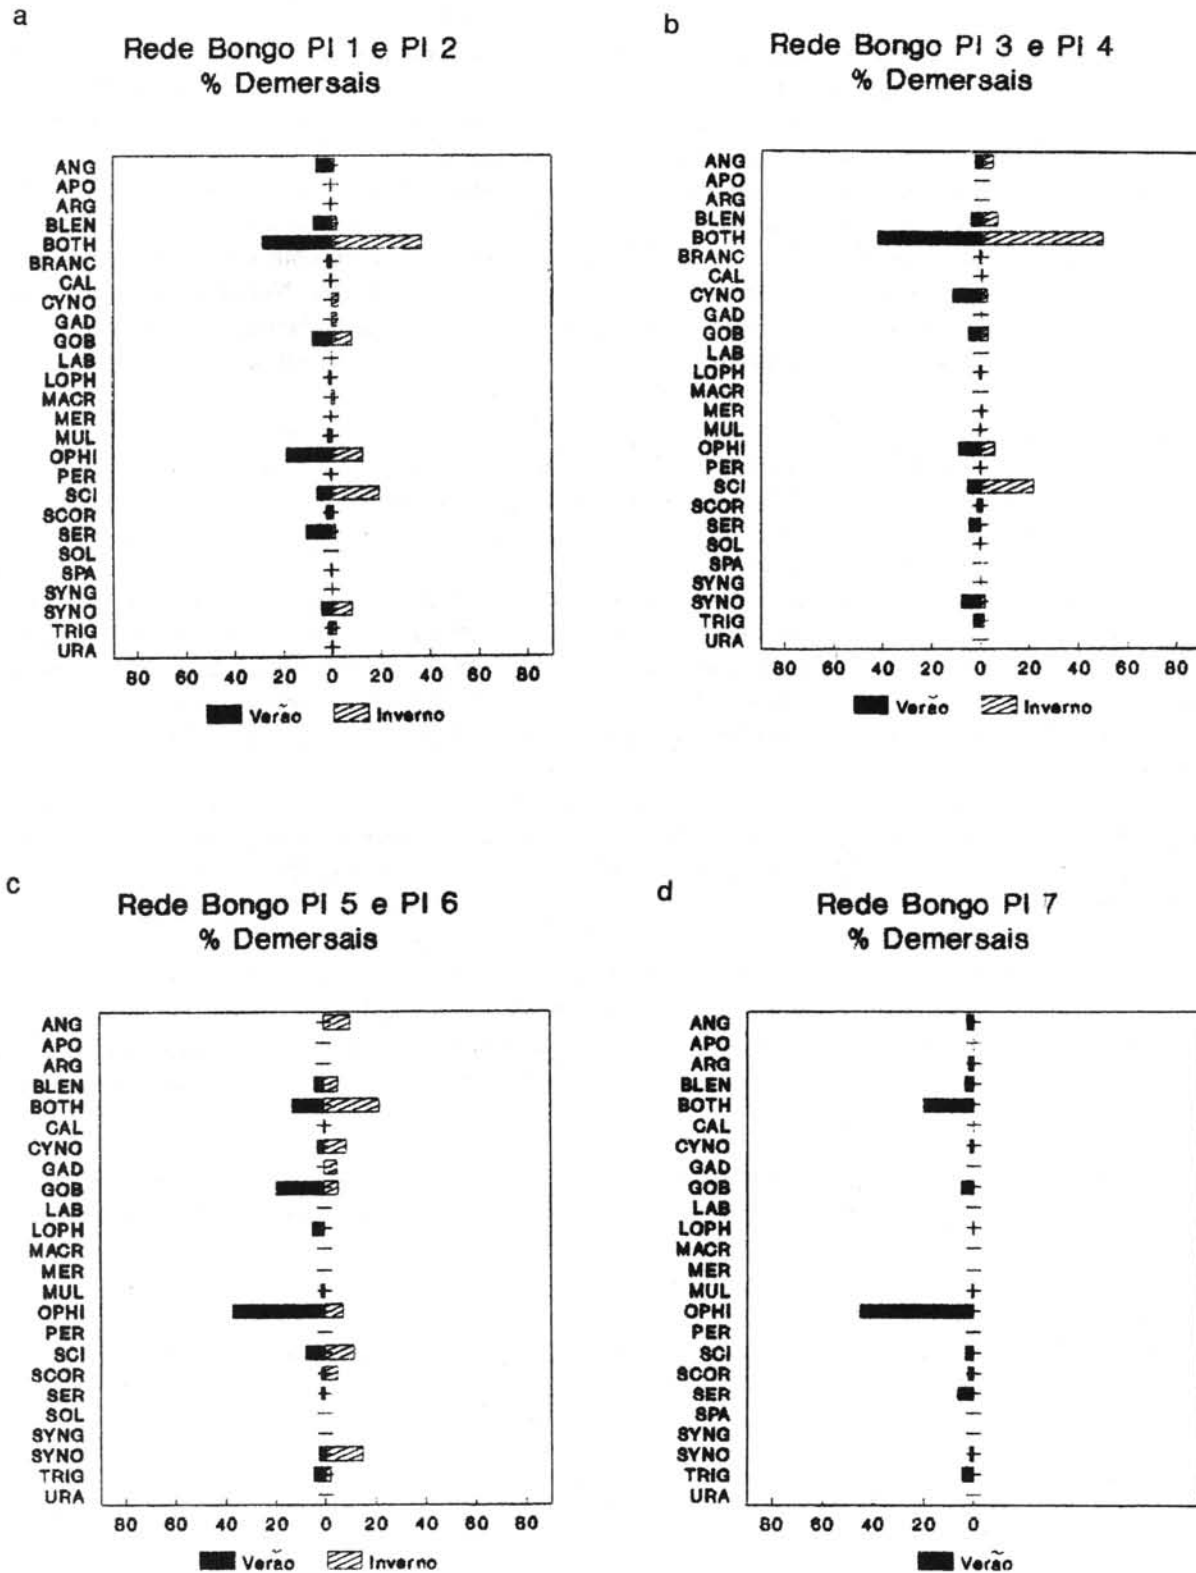 a
Rede Bongo PI 1 e PI 2
% Demersais
ANG
APO
ARG
BLEN
BOTH
BRANC
CAL
CYNO
GAD
GOB
LAB
LOPH
MACR
MER
MUL
OPHI
PER
SCI
SCOR
SER
SOL
SPA
SYNG
SYNO
TRIG
URA
80 60 40 20 0 20 40 60 80
Verão Inverno
b
Rede Bongo PI 3 e PI 4
% Demersais
ANG
APO
ARG
BLEN
BOTH
BRANC
CAL
CYNO
GAD
GOB
LAB
LOPH
MACR
MER
MUL
OPHI
PER
SCI
SCOR
SER
SOL
SPA
SYNG
SYNO
TRIG
URA
80 60 40 20 0 20 40 60 80
Verão Inverno
c
Rede Bongo PI 5 e PI 6
% Demersais
ANG
APO
ARG
BLEN
BOTH
CAL
CYNO
GAD
GOB
LAB
LOPH
MACR
MER
MUL
OPHI
PER
SCI
SCOR
SER
SOL
SYNG
SYNO
TRIG
URA
80 60 40 20 0 20 40 60 80
Verão Inverno
d
Rede Bongo PI 7
% Demersais
ANG
APO
ARG
BLEN
BOTH
CAL
CYNO
GAD
GOB
LAB
LOPH
MACR
MER
MUL
OPHI
PER
SCI
SCOR
SER
SPA
SYNG
SYNO
TRIG
URA
80 60 40 20 0
Verão